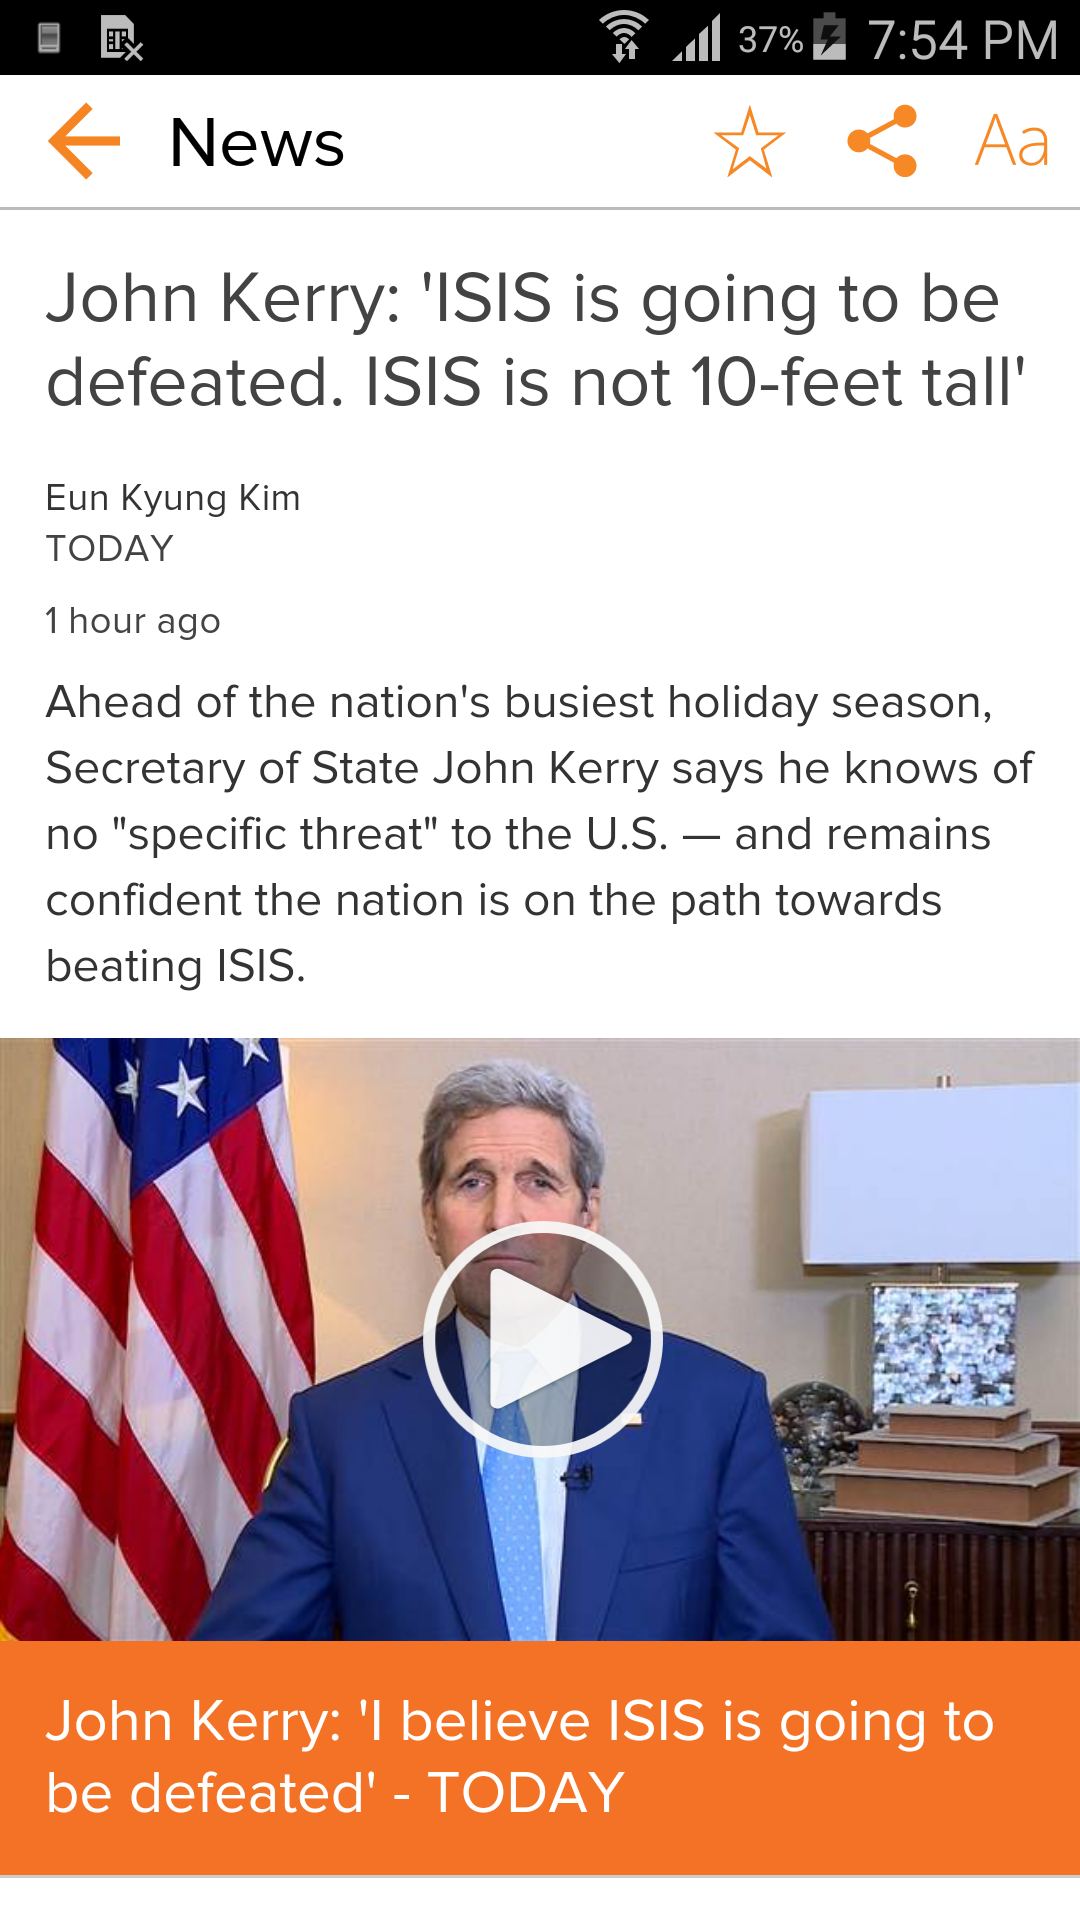 37% 7:54 PM
News Aa
John Kerry: 'ISIS is going to be
defeated. ISIS is not 10-feet tall'
Eun Kyung Kim
TODAY
1 hour ago
Ahead of the nation's busiest holiday season,
Secretary of State John Kerry says he knows of
no "specific threat" to the U.S. — and remains
confident the nation is on the path towards
beating ISIS.
John Kerry: 'I believe ISIS is going to
be defeated' - TODAY